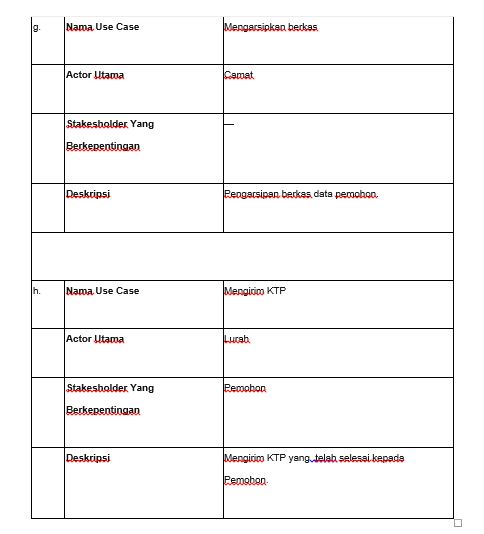 g. Nama Use Case Mengarsipkan berkas
Actor Utama Camat
Stakesholder Yang —
Berkepentingan
Deskripsi Pengarsipan berkas data pemohon.
h. Nama Use Case Mengirim KTP
Actor Utama Lurah
Stakesholder Yang Pemohon
Berkepentingan
Deskripsi Mengirim KTP yang telah selesai kepada
Pemohon.